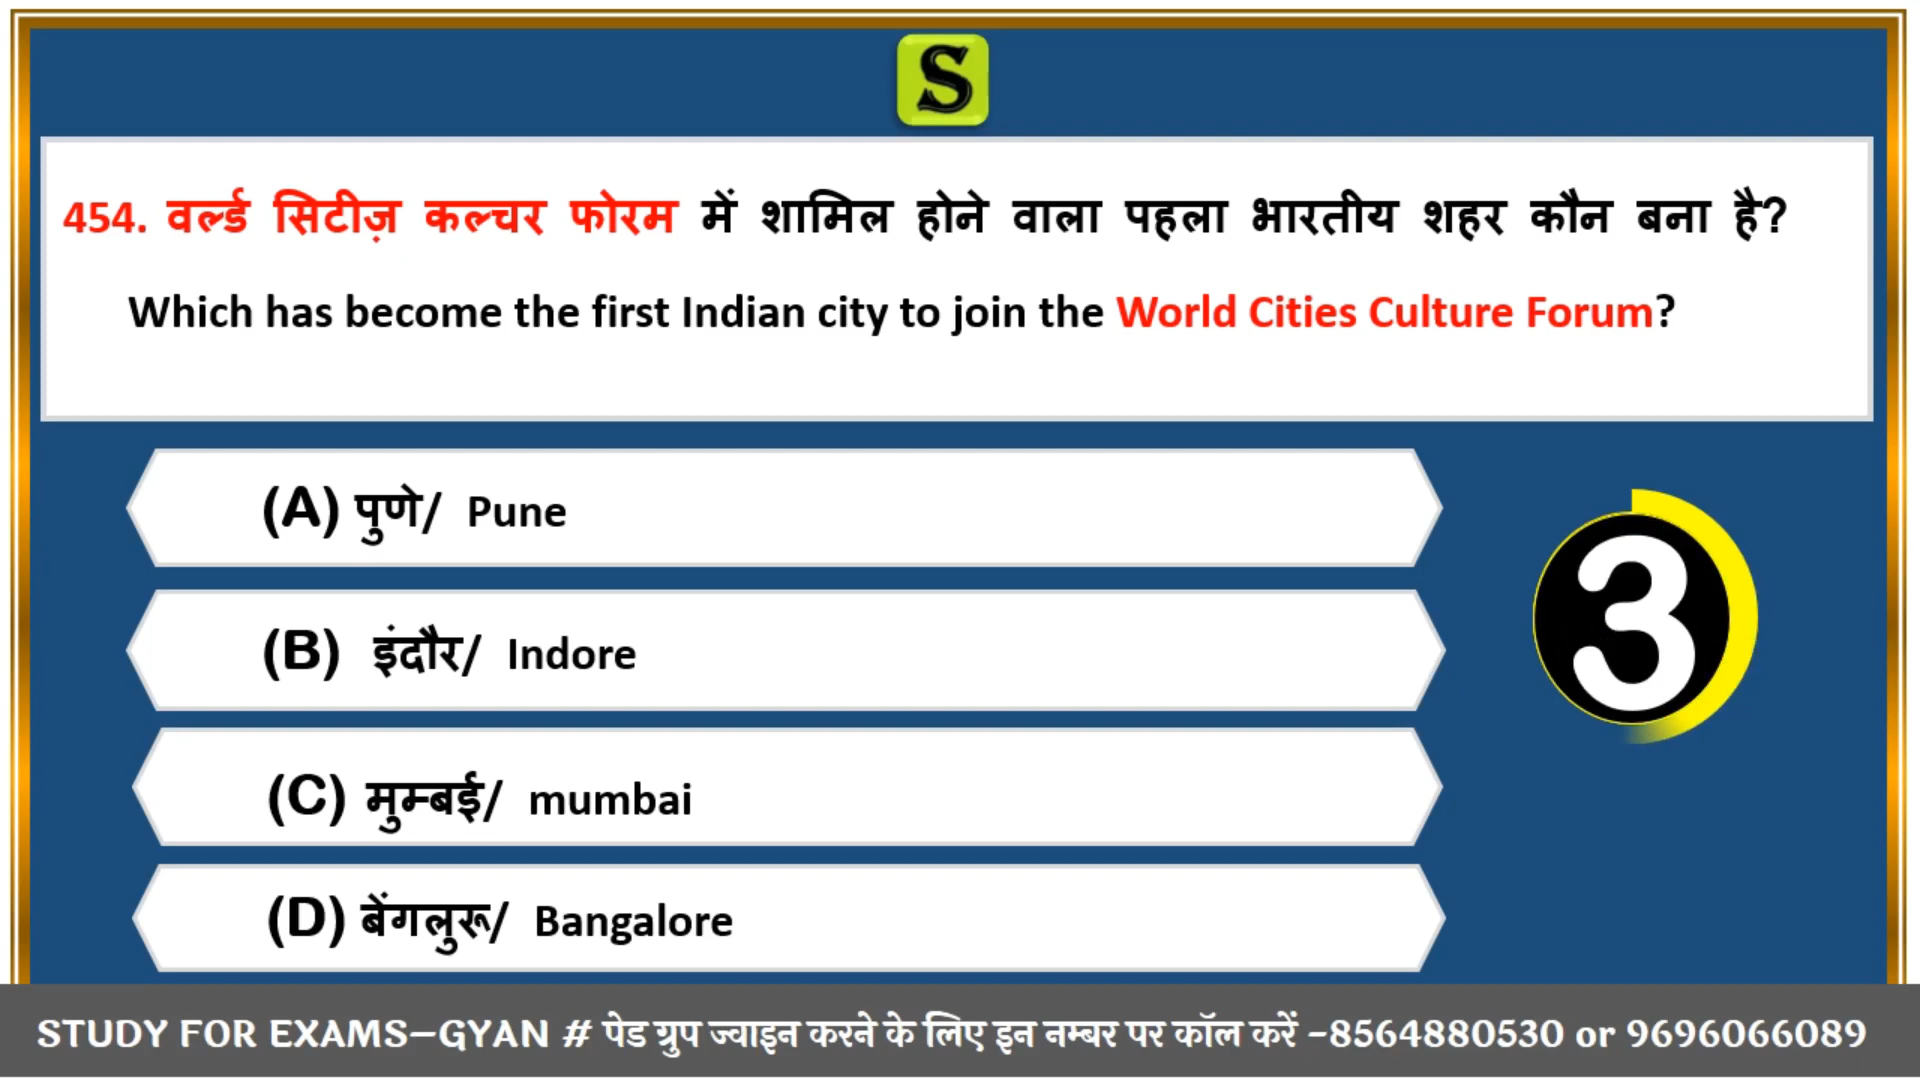 S
454. वर्ल्ड सिटीज़ कल्चर फोरम में शामिल होने वाला पहला भारतीय शहर कौन बना है?
Which has become the first Indian city to join the World Cities Culture Forum?
(A) पुणे/ Pune
(B) इंदौर/ Indore
3
(C) मुम्बई/ mumbai
(D) बेंगलुरू/ Bangalore
STUDY FOR EXAMS–GYAN # पेड ग्रुप ज्वाइन करने के लिए इन नम्बर पर कॉल करें -8564880530 or 9696066089